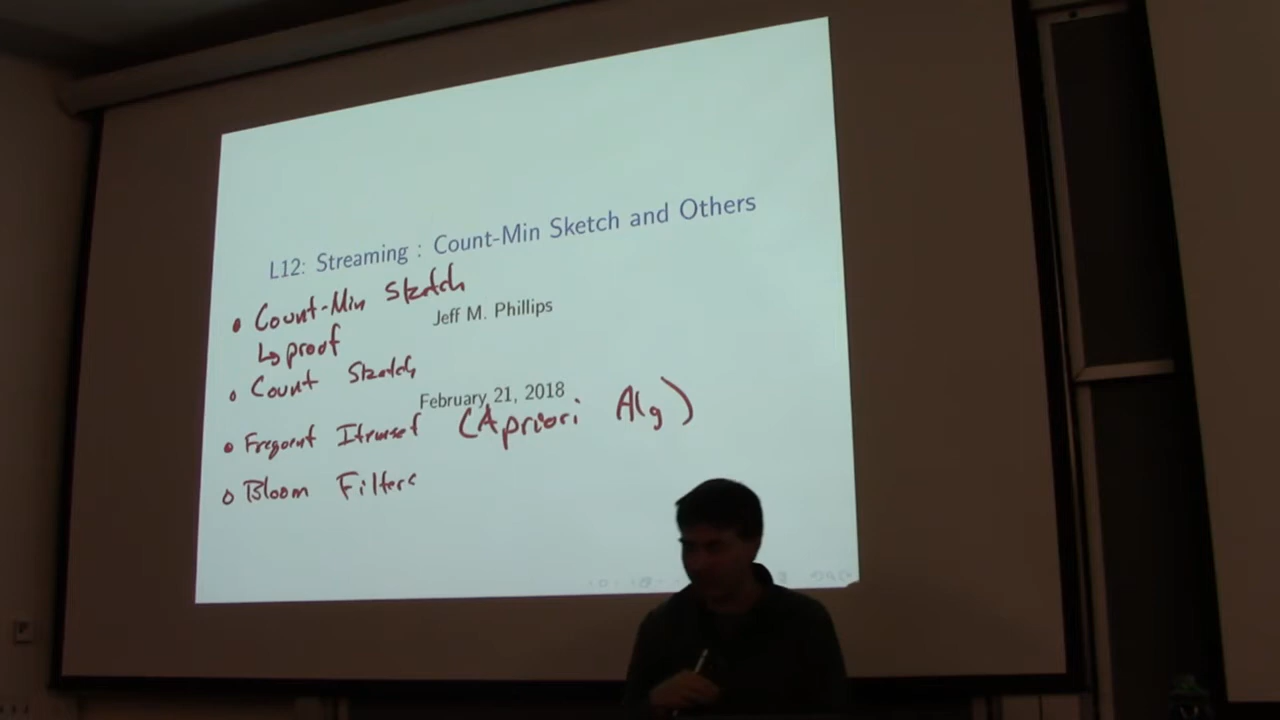 L12: Streaming : Count-Min Sketch and Others
• Count-Min Sketch
Jeff M. Phillips
↳ proof
• Count Sketch
February 21, 2018
• Frequent Itemset (Apriori Alg)
• Bloom Filters